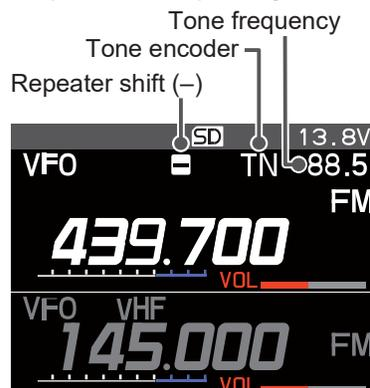 Tone frequency
Tone encoder
Repeater shift (–)
SD 13.8V
VFO – TN 88.5
FM
439.700
VOL
VFO VHF
145.000 FM
VOL